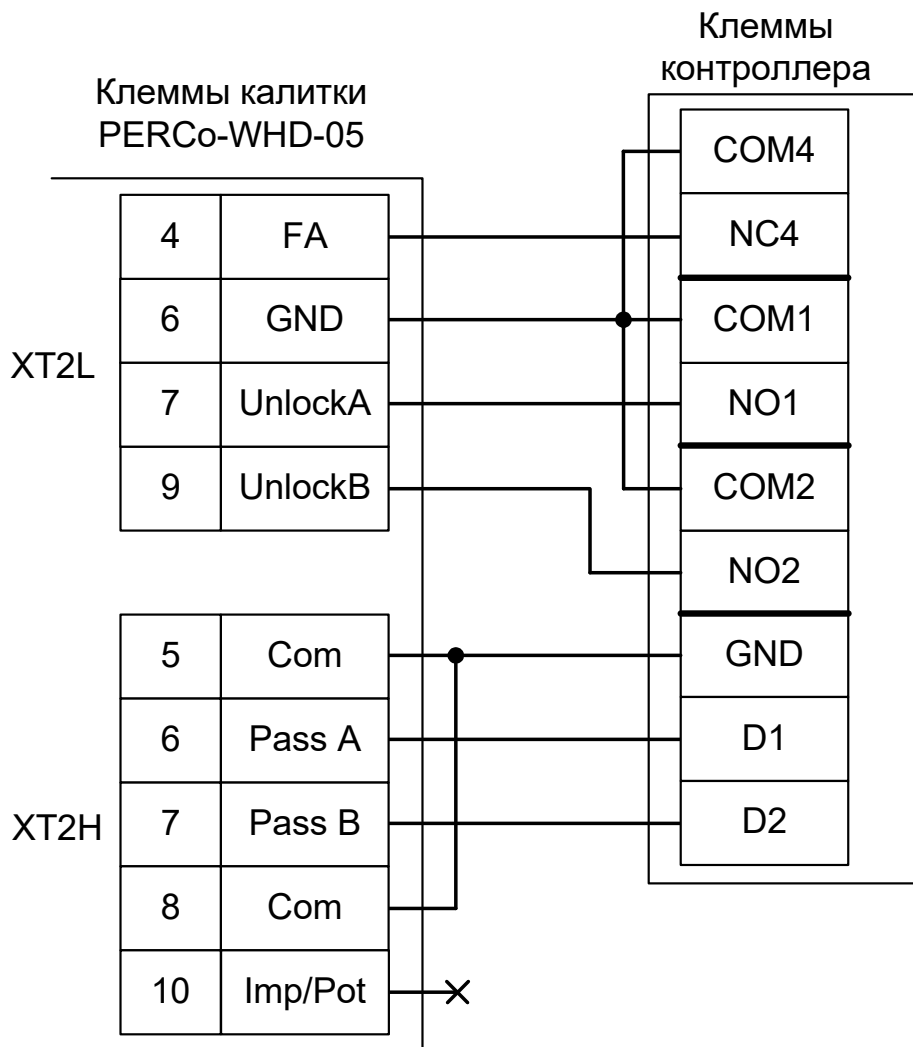 Клеммы
контроллера
Клеммы калитки
PERCo-WHD-05
XT2L
4 FA
6 GND
7 UnlockA
9 UnlockB
XT2H
5 Com
6 Pass A
7 Pass B
8 Com
10 Imp/Pot
COM4
NC4
COM1
NO1
COM2
NO2
GND
D1
D2